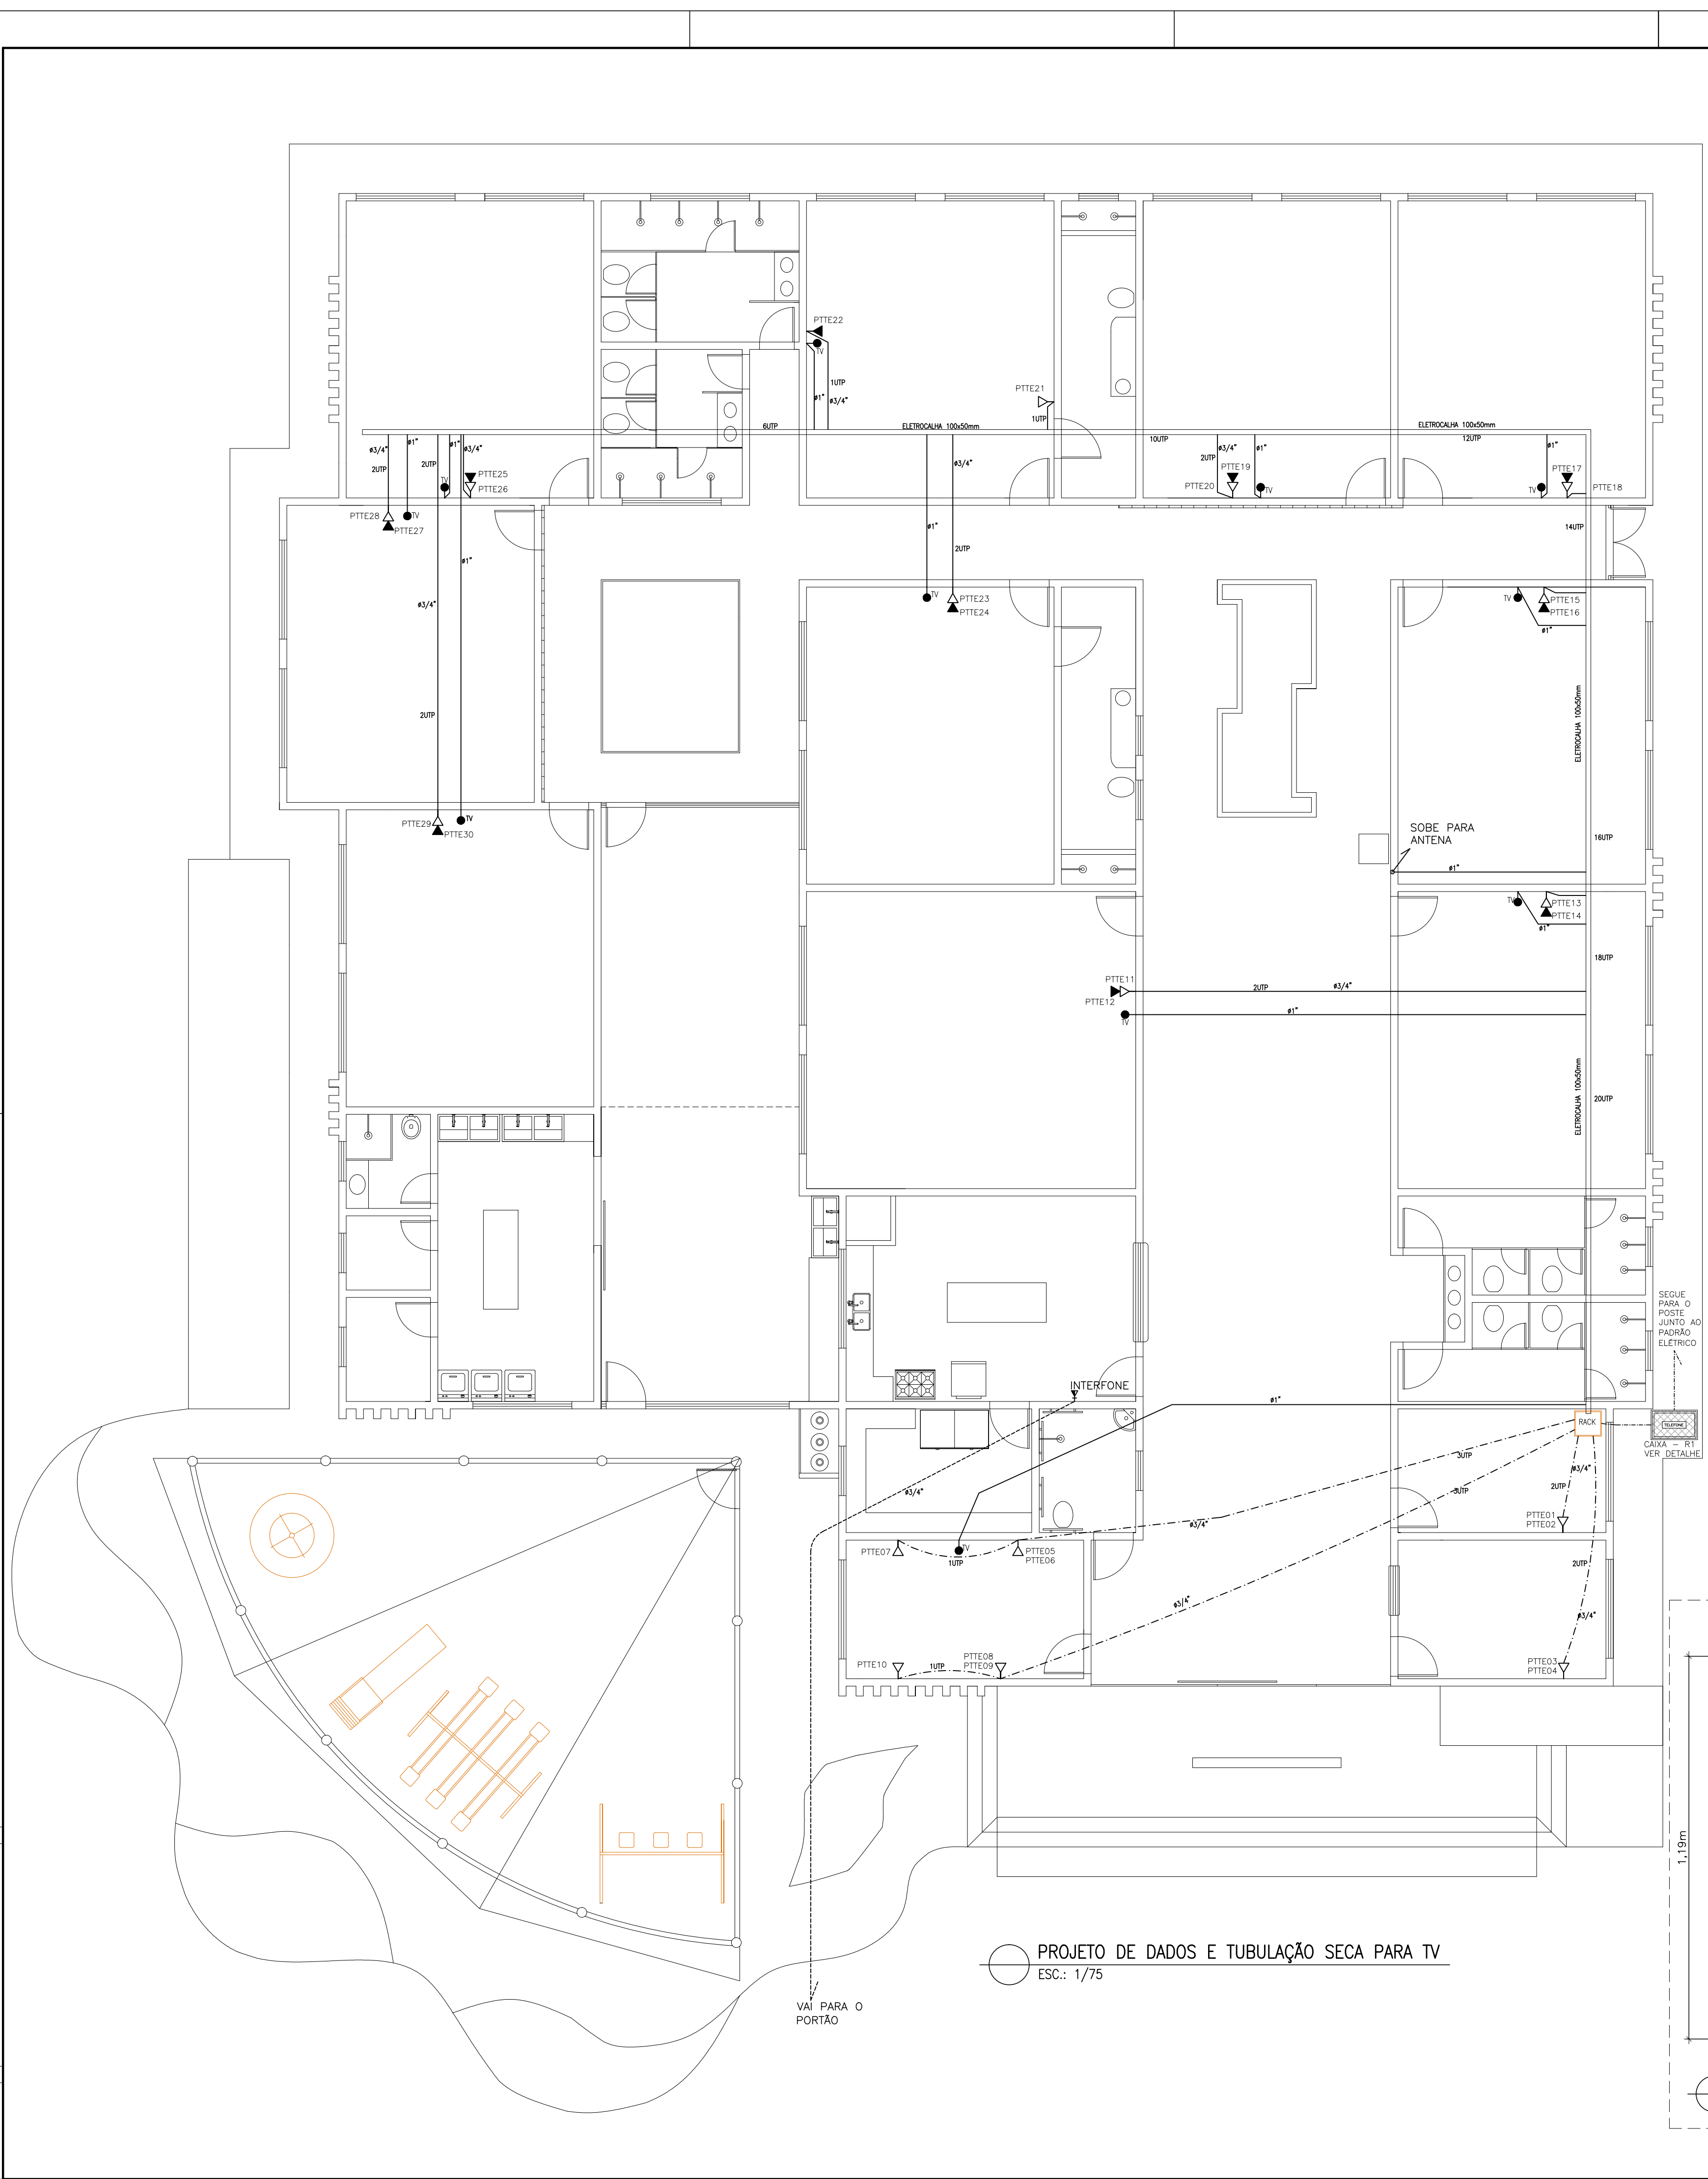 PTTE22
TV
1UTP
ø1"
ø3/4"
PTTE21
1UTP
6UTP
ELETROCALHA 100x50mm
10UTP
ELETROCALHA 100x50mm
12UTP
ø3/4"
ø1"
2UTP
2UTP
ø1"
ø3/4"
TV
PTTE25
PTTE26
PTTE28
PTTE27
TV
ø3/4"
ø3/4"
2UTP
PTTE19
PTTE20
ø1"
TV
ø1"
PTTE17
TV
PTTE18
14UTP
ø1"
ø1"
2UTP
ø3/4"
TV
PTTE23
PTTE24
TV
PTTE15
PTTE16
ø1"
2UTP
ELETROCALHA 100x50mm
PTTE29
PTTE30
TV
SOBE PARA
ANTENA
16UTP
ø1"
TV
PTTE13
PTTE14
ø1"
18UTP
PTTE11
PTTE12
TV
2UTP
ø3/4"
ø1"
ELETROCALHA 100x50mm
20UTP
SEGUE
PARA O
POSTE
JUNTO AO
PADRÃO
ELÉTRICO
INTERFONE
ø1"
RACK
TELEFONE
CAIXA – R1
VER DETALHE
3UTP
ø3/4"
2UTP
3UTP
ø3/4"
PTTE01
PTTE02
ø3/4"
PTTE07
TV
1UTP
PTTE05
PTTE06
2UTP
ø3/4"
ø3/4"
PTTE10
1UTP
PTTE08
PTTE09
PTTE03
PTTE04
1,19m
PROJETO DE DADOS E TUBULAÇÃO SECA PARA TV
ESC.: 1/75
VAI PARA O
PORTÃO